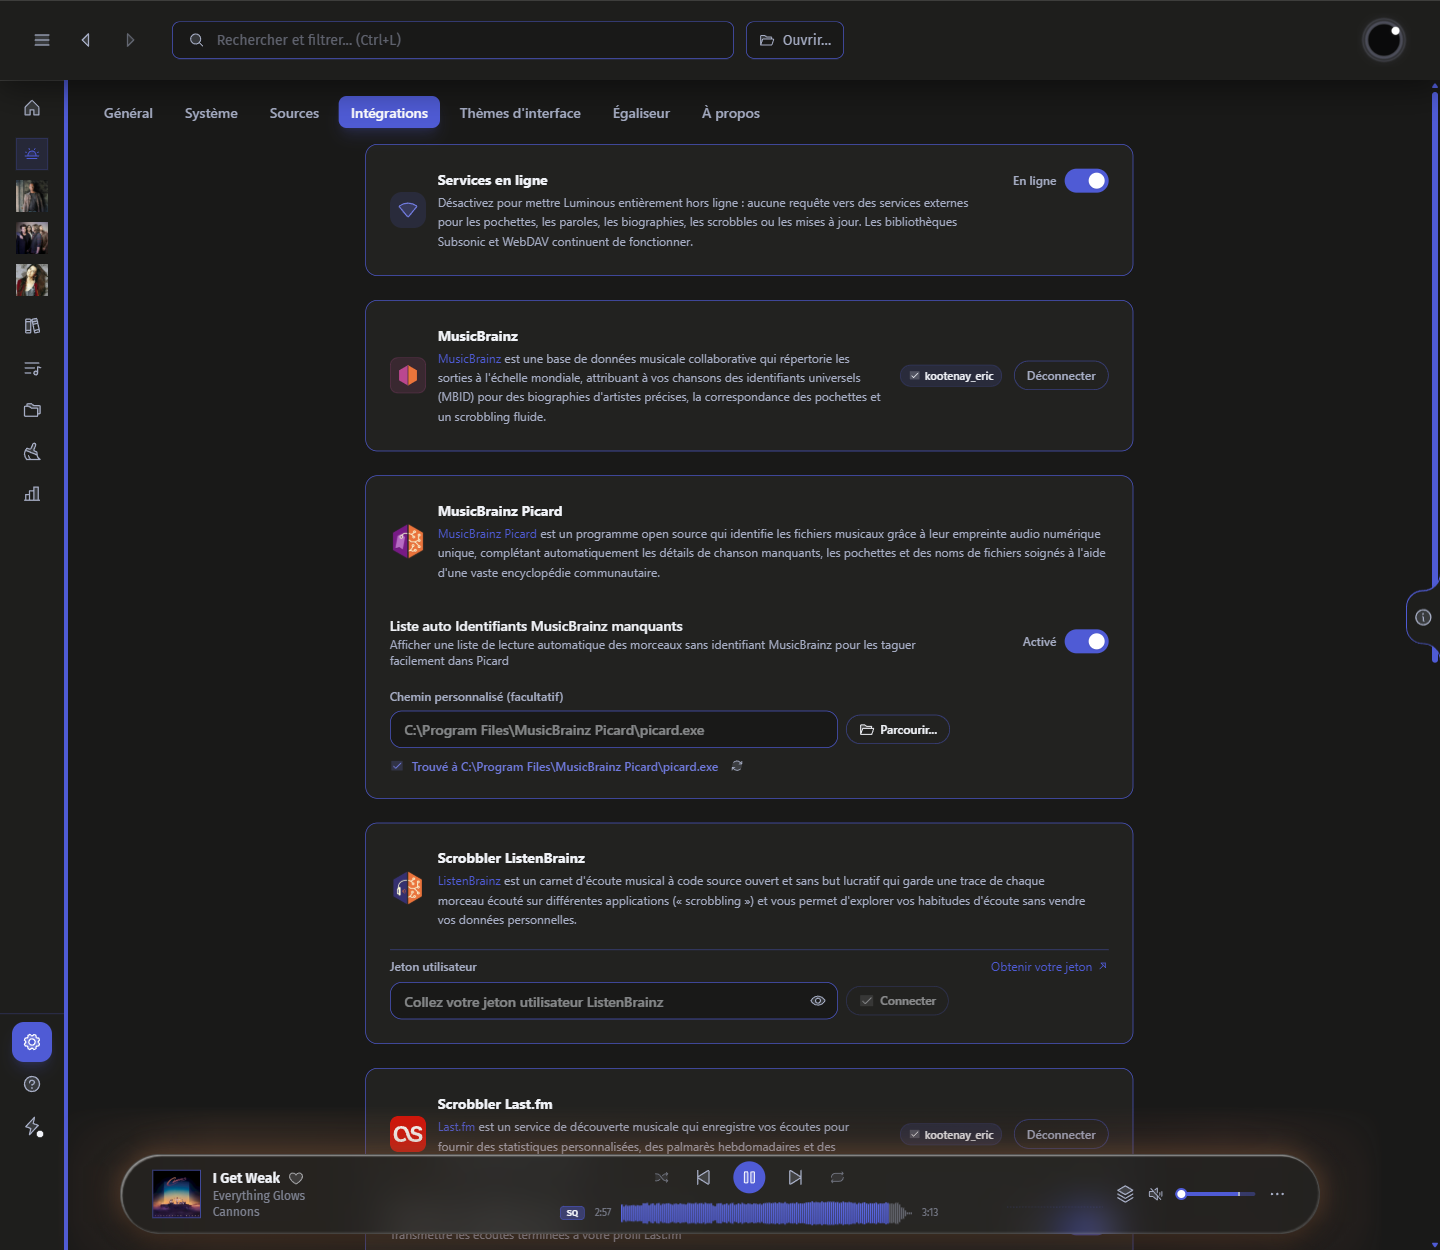 Rechercher et filtrer... (Ctrl+L)
Ouvrir...
Général
Système
Sources
Intégrations
Thèmes d'interface
Égaliseur
À propos
Services en ligne
Désactivez pour mettre Luminous entièrement hors ligne : aucune requête vers des services externes
pour les pochettes, les paroles, les biographies, les scrobbles ou les mises à jour. Les bibliothèques
Subsonic et WebDAV continuent de fonctionner.
En ligne
MusicBrainz
MusicBrainz est une base de données musicale collaborative qui répertorie les
sorties à l'échelle mondiale, attribuant à vos chansons des identifiants universels
(MBID) pour des biographies d'artistes précises, la correspondance des pochettes et
un scrobbling fluide.
kootenay_eric
Déconnecter
MusicBrainz Picard
MusicBrainz Picard est un programme open source qui identifie les fichiers musicaux grâce à leur empreinte audio numérique
unique, complétant automatiquement les détails de chanson manquants, les pochettes et des noms de fichiers soignés à l'aide
d'une vaste encyclopédie communautaire.
Liste auto Identifiants MusicBrainz manquants
Afficher une liste de lecture automatique des morceaux sans identifiant MusicBrainz pour les taguer
facilement dans Picard
Activé
Chemin personnalisé (facultatif)
C:\Program Files\MusicBrainz Picard\picard.exe
Parcourir...
Trouvé à C:\Program Files\MusicBrainz Picard\picard.exe
Scrobbler ListenBrainz
ListenBrainz est un carnet d'écoute musical à code source ouvert et sans but lucratif qui garde une trace de chaque
morceau écouté sur différentes applications (« scrobbling ») et vous permet d'explorer vos habitudes d'écoute sans vendre
vos données personnelles.
Jeton utilisateur
Obtenir votre jeton
Collez votre jeton utilisateur ListenBrainz
Connecter
Scrobbler Last.fm
Last.fm est un service de découverte musicale qui enregistre vos écoutes pour
fournir des statistiques personnalisées, des palmarès hebdomadaires et des
kootenay_eric
Déconnecter
I Get Weak
Everything Glows
Cannons
SQ
2:57
3:13
Transmettre les écoutes terminées à votre profil Last.fm